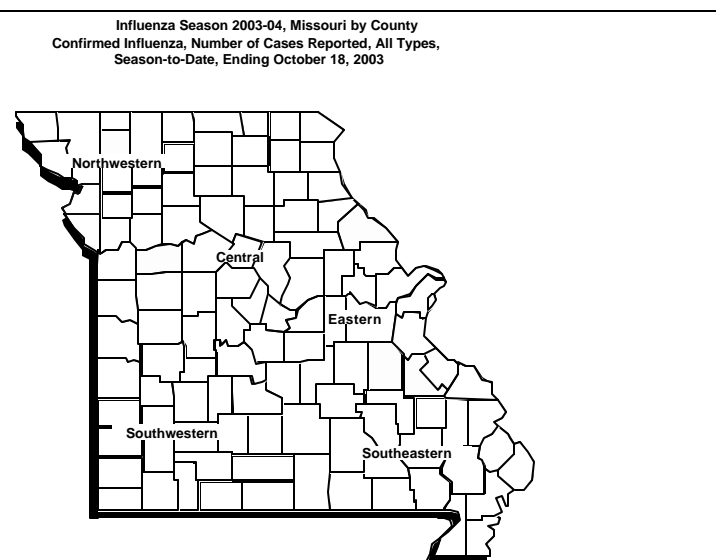 Influenza Season 2003-04, Missouri by County
Confirmed Influenza, Number of Cases Reported, All Types,
Season-to-Date, Ending October 18, 2003
Northwestern
Central
Eastern
Southwestern
Southeastern